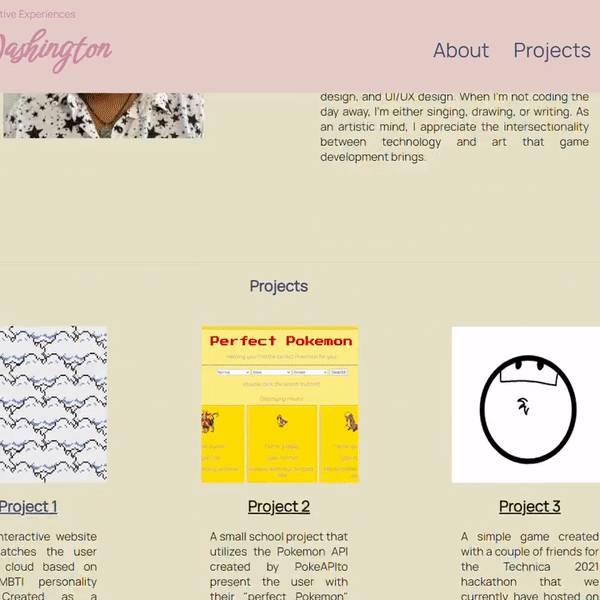 tive Experiences
Washington
About Projects
design, and UI/UX design. When I'm not coding the
day away, I'm either singing, drawing, or writing. As
an artistic mind, I appreciate the intersectionality
between technology and art that game
development brings.
Projects
Perfect Pokemon
Displaying results
Project 1
Project 2
Project 3
nteractive website
atches the user
cloud based on
MBTI personality
Created as a
A small school project that
utilizes the Pokemon API
created by PokeAPIto
present the user with
their "perfect Pokemon"
A simple game created
with a couple of friends for
the Technica 2021
hackathon that we
currently have hosted on